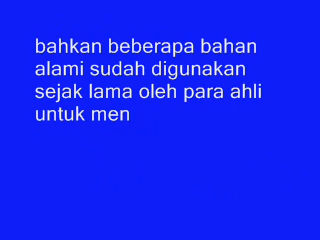 bahkan beberapa bahan
alami sudah digunakan
sejak lama oleh para ahli
untuk men